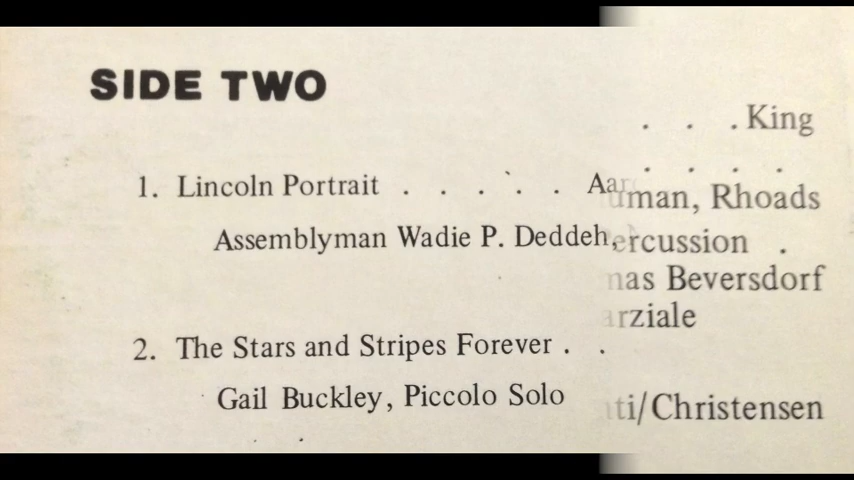 SIDE TWO
. . . King
1. Lincoln Portrait . . . . .
man, Rhoads
Assemblyman Wadie P. Deddeh,
ercussion .
nas Beversdorf
rziale
2. The Stars and Stripes Forever . .
Gail Buckley, Piccolo Solo
ti/Christensen